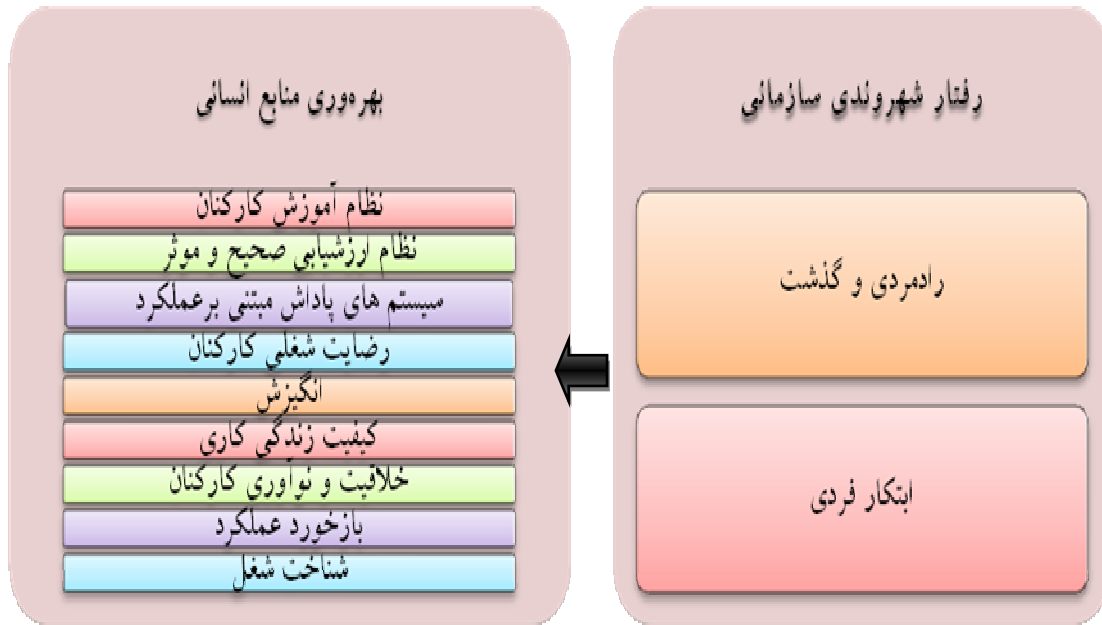 رفتار شهروندی سازمانی
رادمردی و گذشت
ابتکار فردی
بهره‌وری منابع انسانی
نظام آموزش کارکنان
نظام ارزشیابی صحیح و موثر
سیستم های پاداش مبتنی برعملکرد
رضایت شغلی کارکنان
انگیزش
کیفیت زندگی کاری
خلاقیت و نوآوری کارکنان
بازخورد عملکرد
شناخت شغل